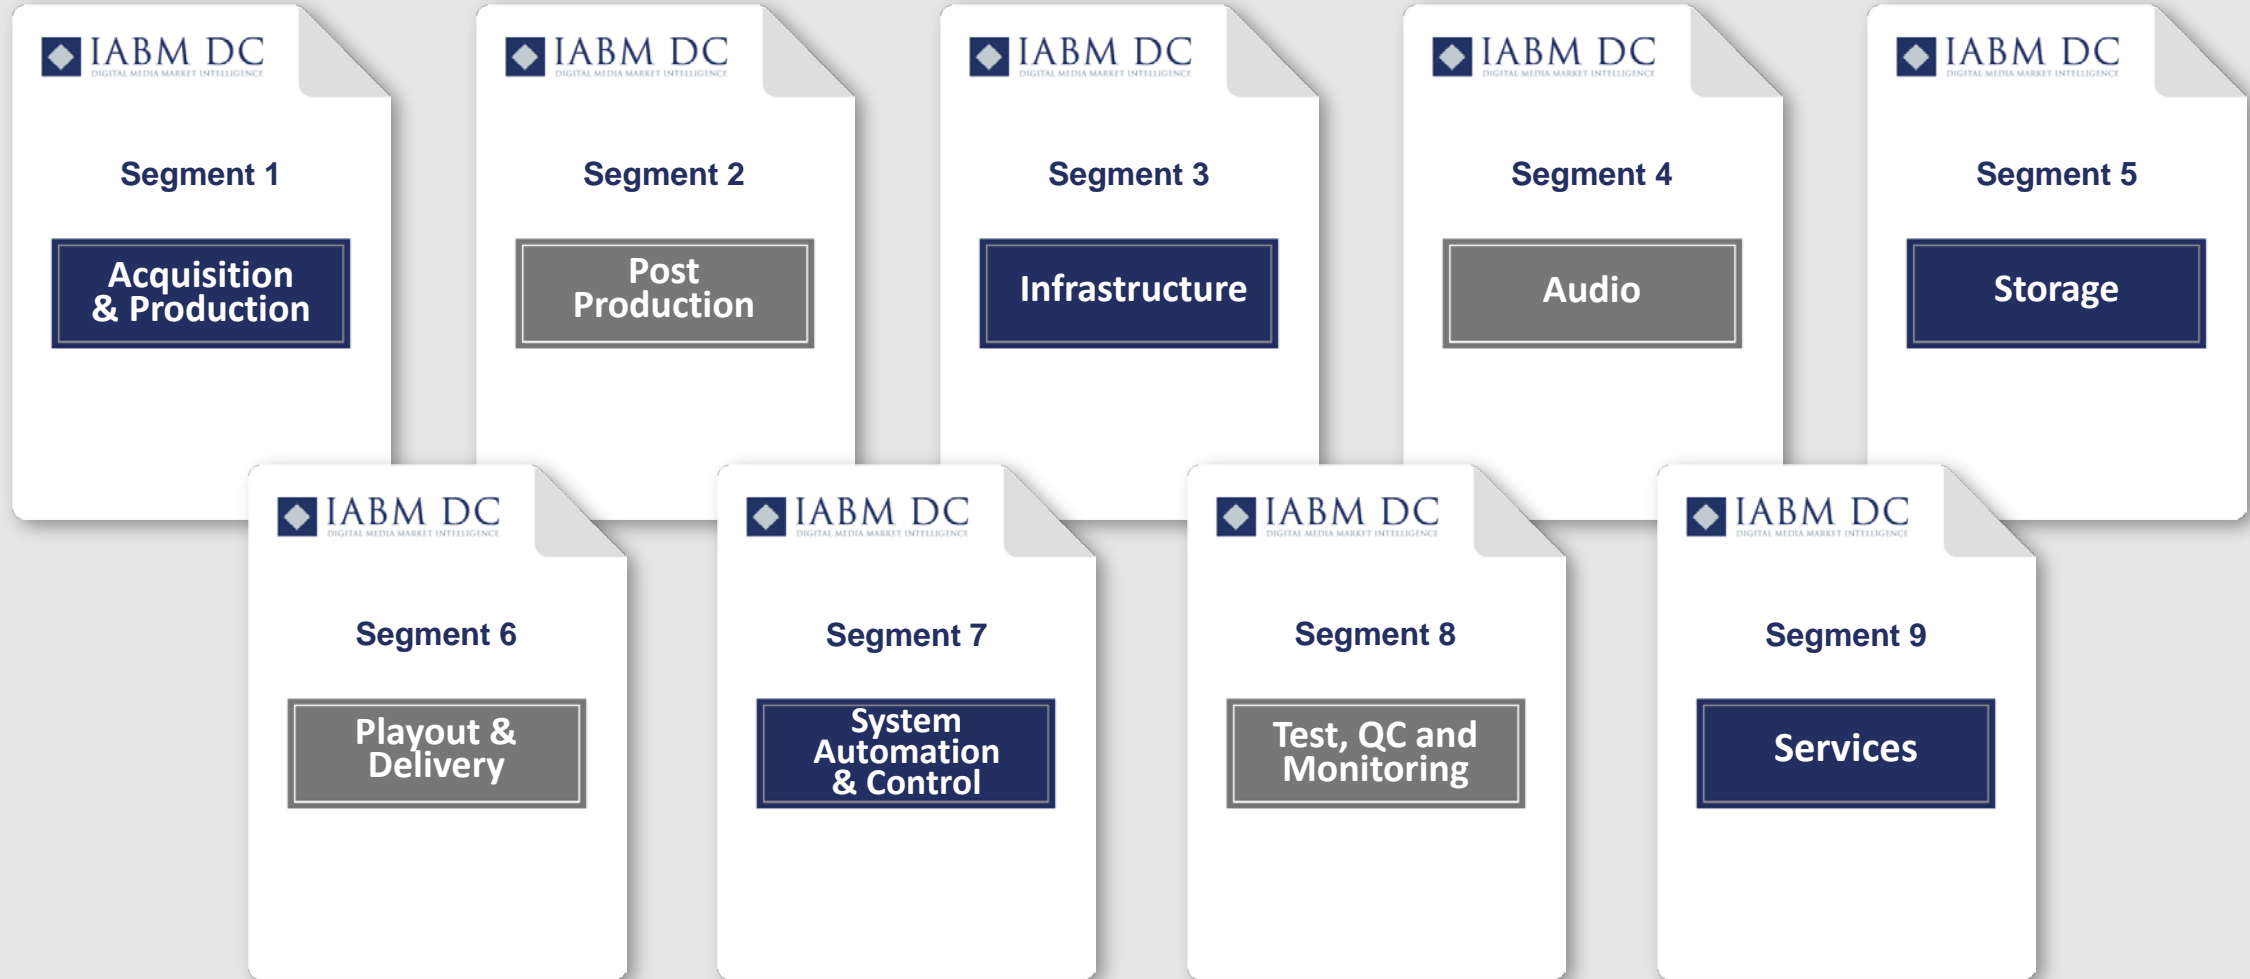 IABM DC
DIGITAL MEDIA MARKET INTELLIGENCE
Segment 1
Acquisition
& Production
IABM DC
DIGITAL MEDIA MARKET INTELLIGENCE
Segment 2
Post
Production
IABM DC
DIGITAL MEDIA MARKET INTELLIGENCE
Segment 3
Infrastructure
IABM DC
DIGITAL MEDIA MARKET INTELLIGENCE
Segment 4
Audio
IABM DC
DIGITAL MEDIA MARKET INTELLIGENCE
Segment 5
Storage
IABM DC
DIGITAL MEDIA MARKET INTELLIGENCE
Segment 6
Playout &
Delivery
IABM DC
DIGITAL MEDIA MARKET INTELLIGENCE
Segment 7
System
Automation
& Control
IABM DC
DIGITAL MEDIA MARKET INTELLIGENCE
Segment 8
Test, QC and
Monitoring
IABM DC
DIGITAL MEDIA MARKET INTELLIGENCE
Segment 9
Services